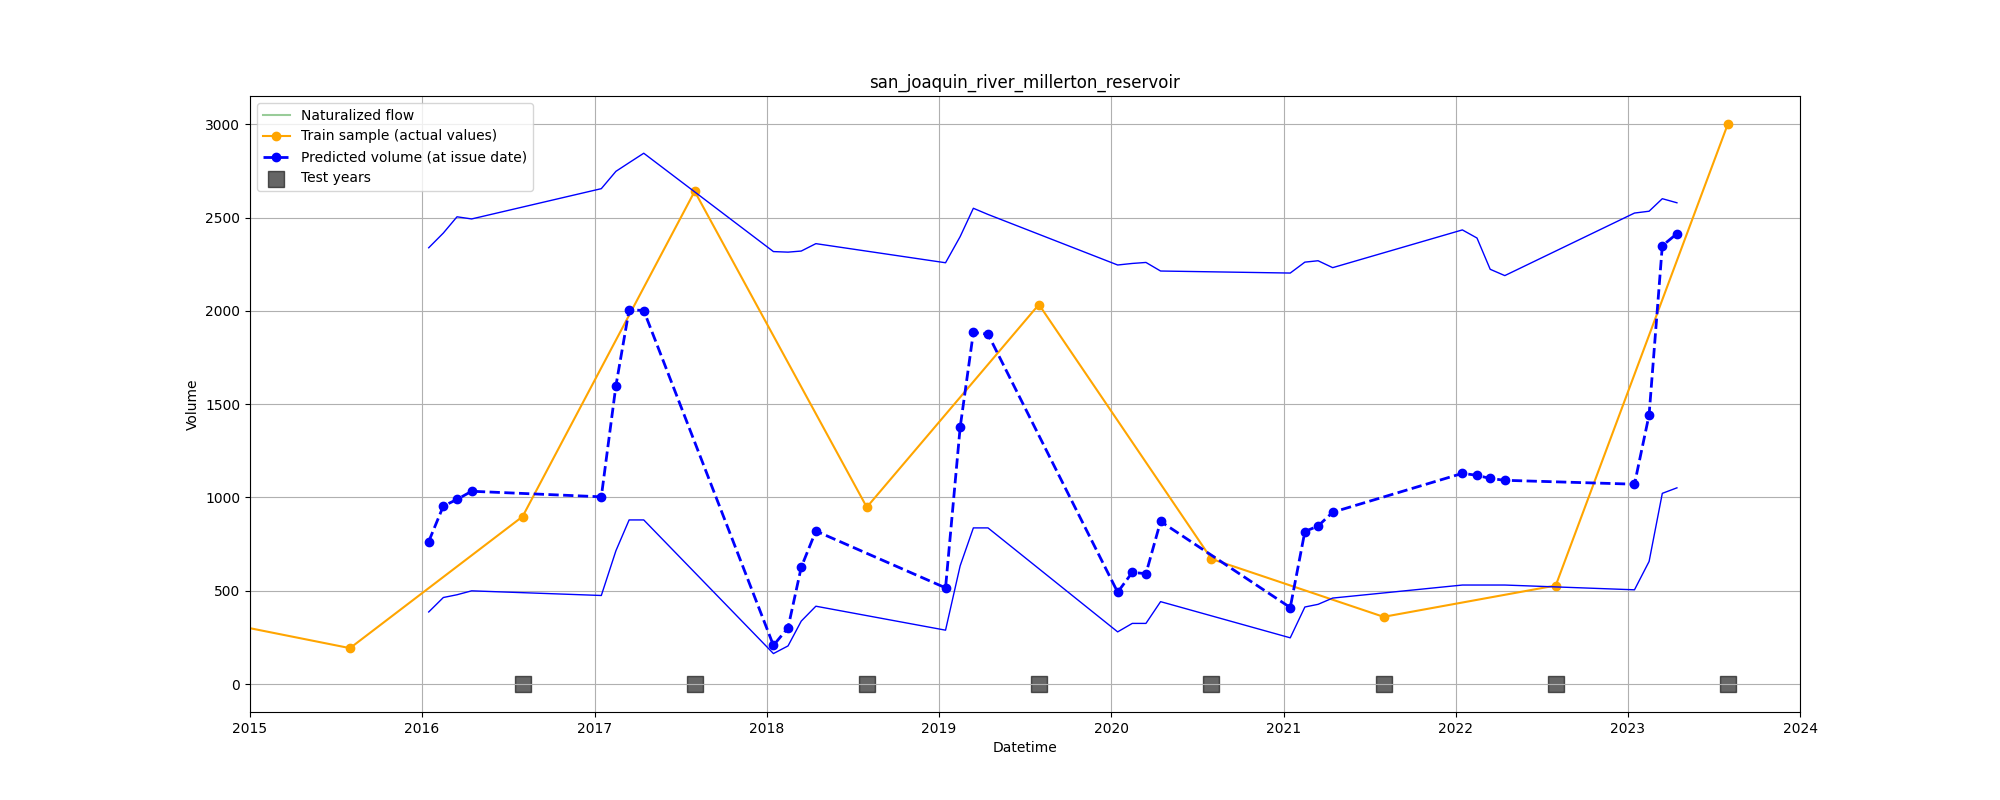 san_joaquin_river_millerton_reservoir
Naturalized flow
Train sample (actual values)
Predicted volume (at issue date)
Test years
3000
2500
2000
1500
1000
500
0
Volume
2015 2016 2017 2018 2019 2020 2021 2022 2023 2024
Datetime